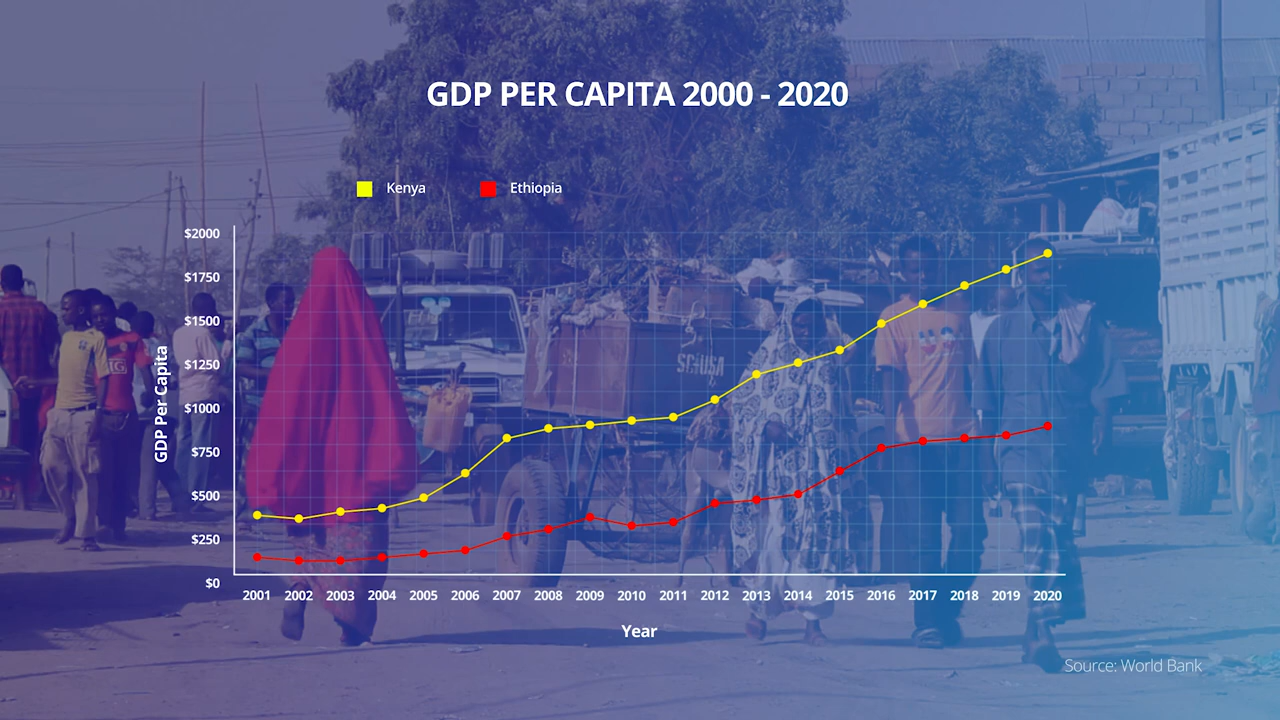 GDP PER CAPITA 2000 - 2020
Kenya
Ethiopia
$2000
$1750
$1500
$1250
$1000
$750
$500
$250
$0
GDP Per Capita
2001 2002 2003 2004 2005 2006 2007 2008 2009 2010 2011 2012 2013 2014 2015 2016 2017 2018 2019 2020
Year
Source: World Bank